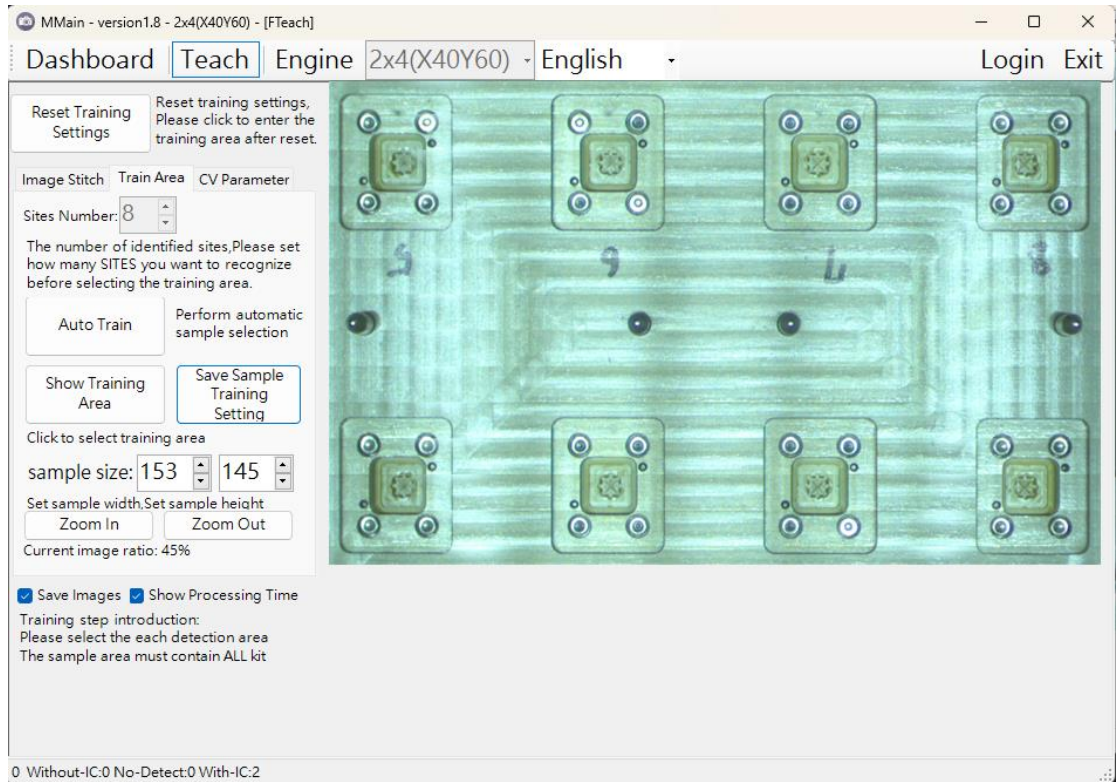 MMain - version1.8 - 2x4(X40Y60) - [FTeach]
Dashboard Teach Engine 2x4(X40Y60) English Login Exit
Reset Training
Settings
Reset training settings,
Please click to enter the
training area after reset.
Image Stitch Train Area CV Parameter
Sites Number: 8
The number of identified sites,Please set
how many SITES you want to recognize
before selecting the training area.
Auto Train
Perform automatic
sample selection
Show Training
Area
Save Sample
Training
Setting
Click to select training area
sample size: 153 145
Set sample width,Set sample height
Zoom In Zoom Out
Current image ratio: 45%
Save Images Show Processing Time
Training step introduction:
Please select the each detection area
The sample area must contain ALL kit
0 Without-IC:0 No-Detect:0 With-IC:2